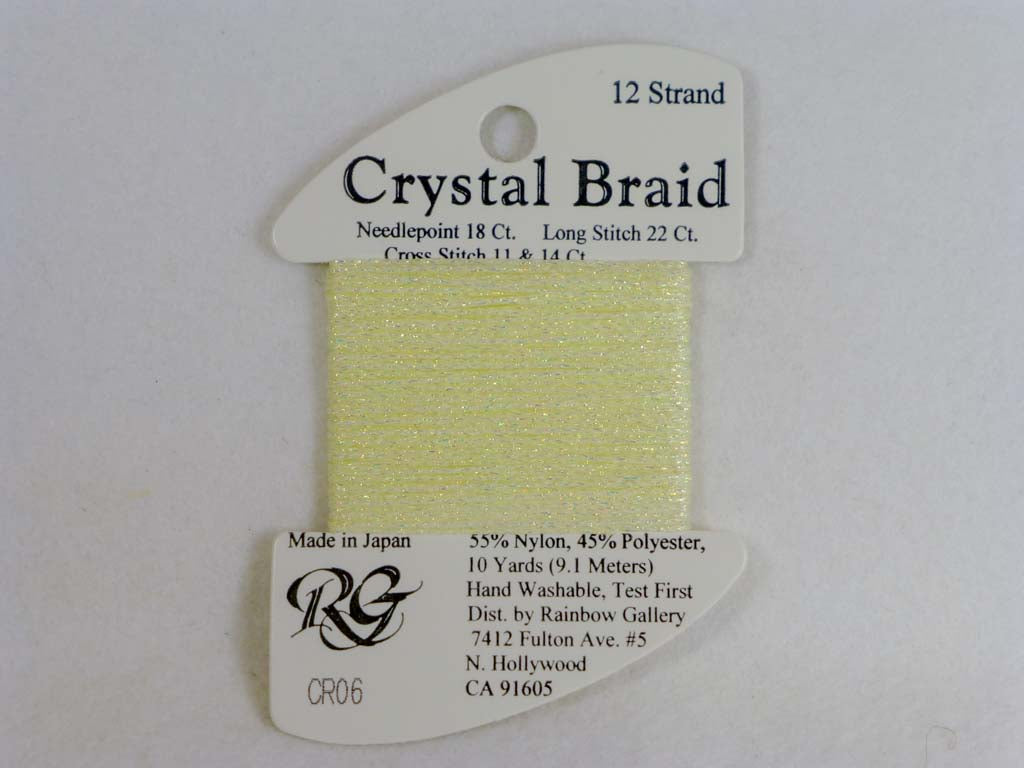 12 Strand
Crystal Braid
Needlepoint 18 Ct. Long Stitch 22 Ct.
Cross Stitch 11 & 14 Ct.
Made in Japan
RG
CR06
55% Nylon, 45% Polyester,
10 Yards (9.1 Meters)
Hand Washable, Test First
Dist. by Rainbow Gallery
7412 Fulton Ave. #5
N. Hollywood
CA 91605